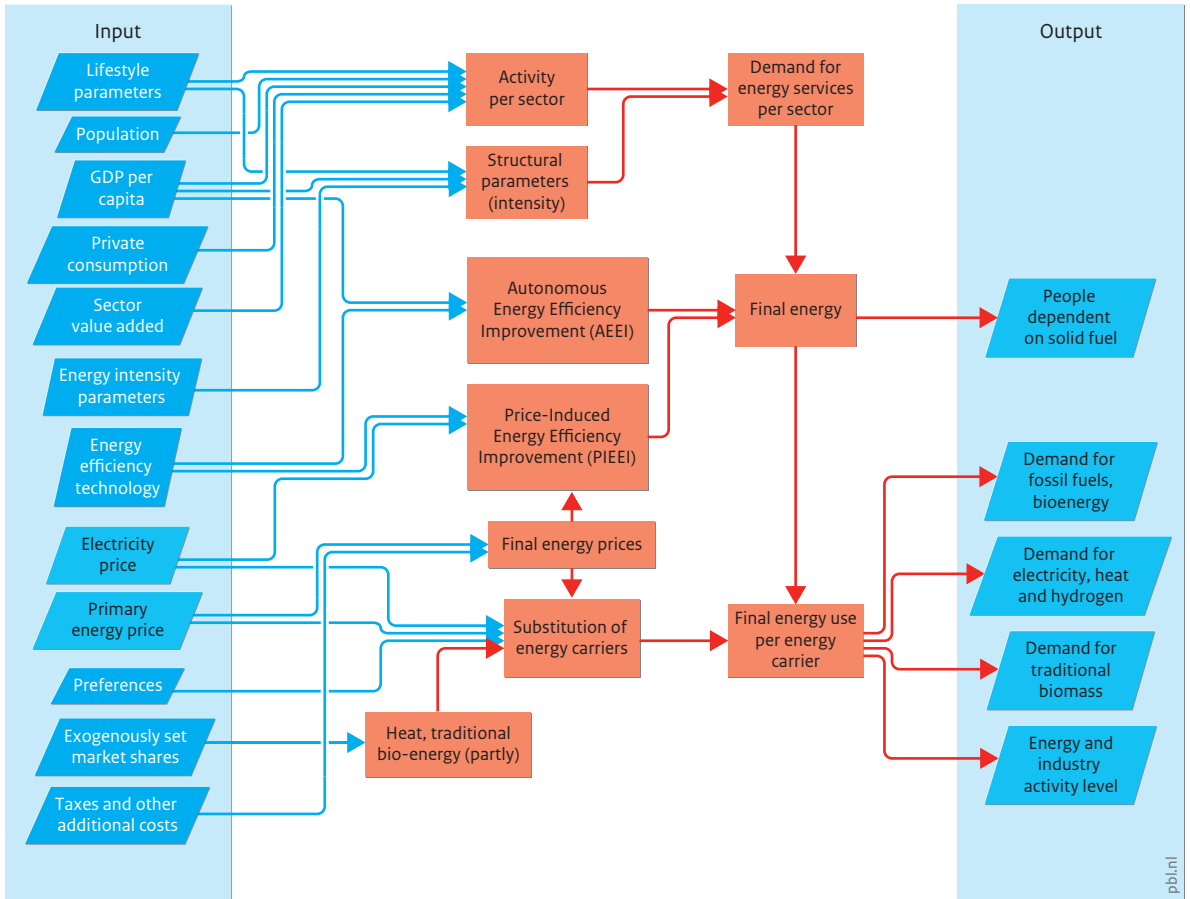 Input
Lifestyle
parameters
Population
GDP per
capita
Private
consumption
Sector
value added
Energy intensity
parameters
Energy
efficiency
technology
Electricity
price
Primary
energy price
Preferences
Exogenously set
market shares
Taxes and other
additional costs
Activity
per sector
Structural
parameters
(intensity)
Autonomous
Energy Efficiency
Improvement (AEEI)
Price-Induced
Energy Efficiency
Improvement (PIEEI)
Final energy prices
Substitution of
energy carriers
Heat, traditional
bio-energy (partly)
Demand for
energy services
per sector
Final energy
Final energy use
per energy
carrier
Output
People
dependent
on solid fuel
Demand for
fossil fuels,
bioenergy
Demand for
electricity, heat
and hydrogen
Demand for
traditional
biomass
Energy and
industry
activity level
pbl.nl